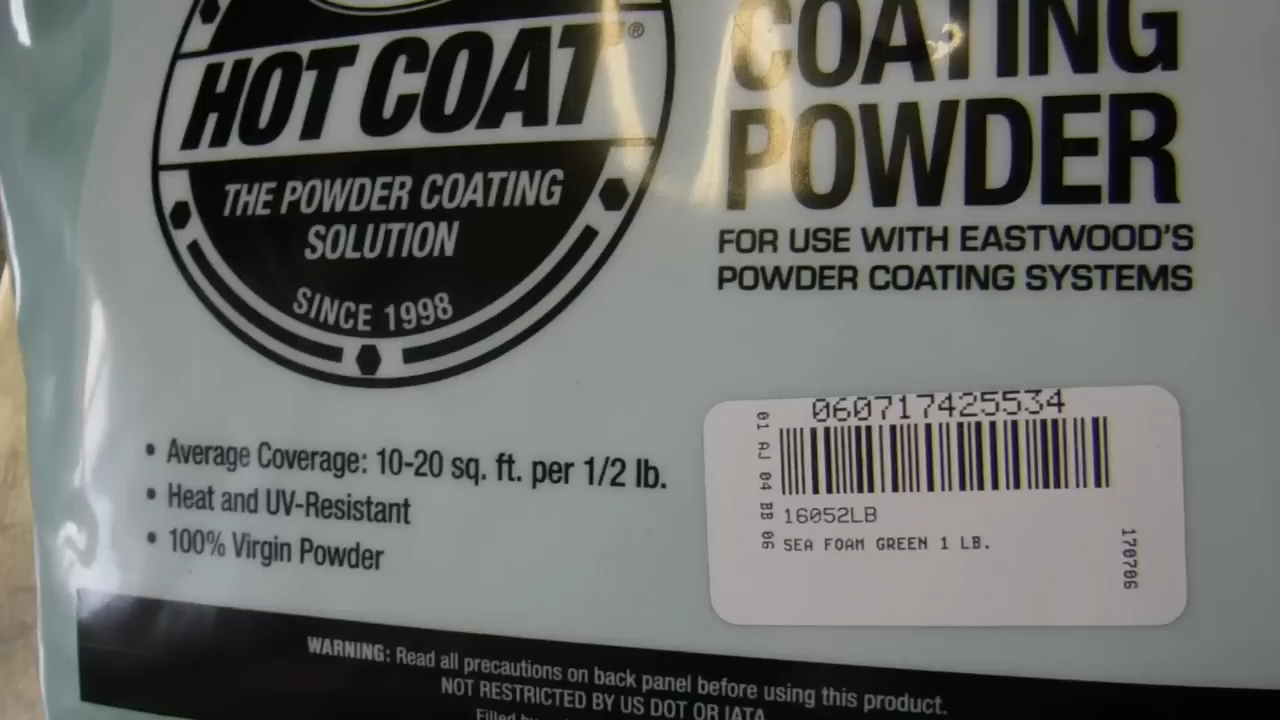 HOT COAT®
THE POWDER COATING
SOLUTION
SINCE 1998
COATING
POWDER
FOR USE WITH EASTWOOD'S
POWDER COATING SYSTEMS
• Average Coverage: 10-20 sq. ft. per 1/2 lb.
• Heat and UV-Resistant
• 100% Virgin Powder
060717425534
01 AJ 04 BB 06
16052LB
SEA FOAM GREEN 1 LB.
170706
WARNING: Read all precautions on back panel before using this product.
NOT RESTRICTED BY US DOT OR IATA
Filled